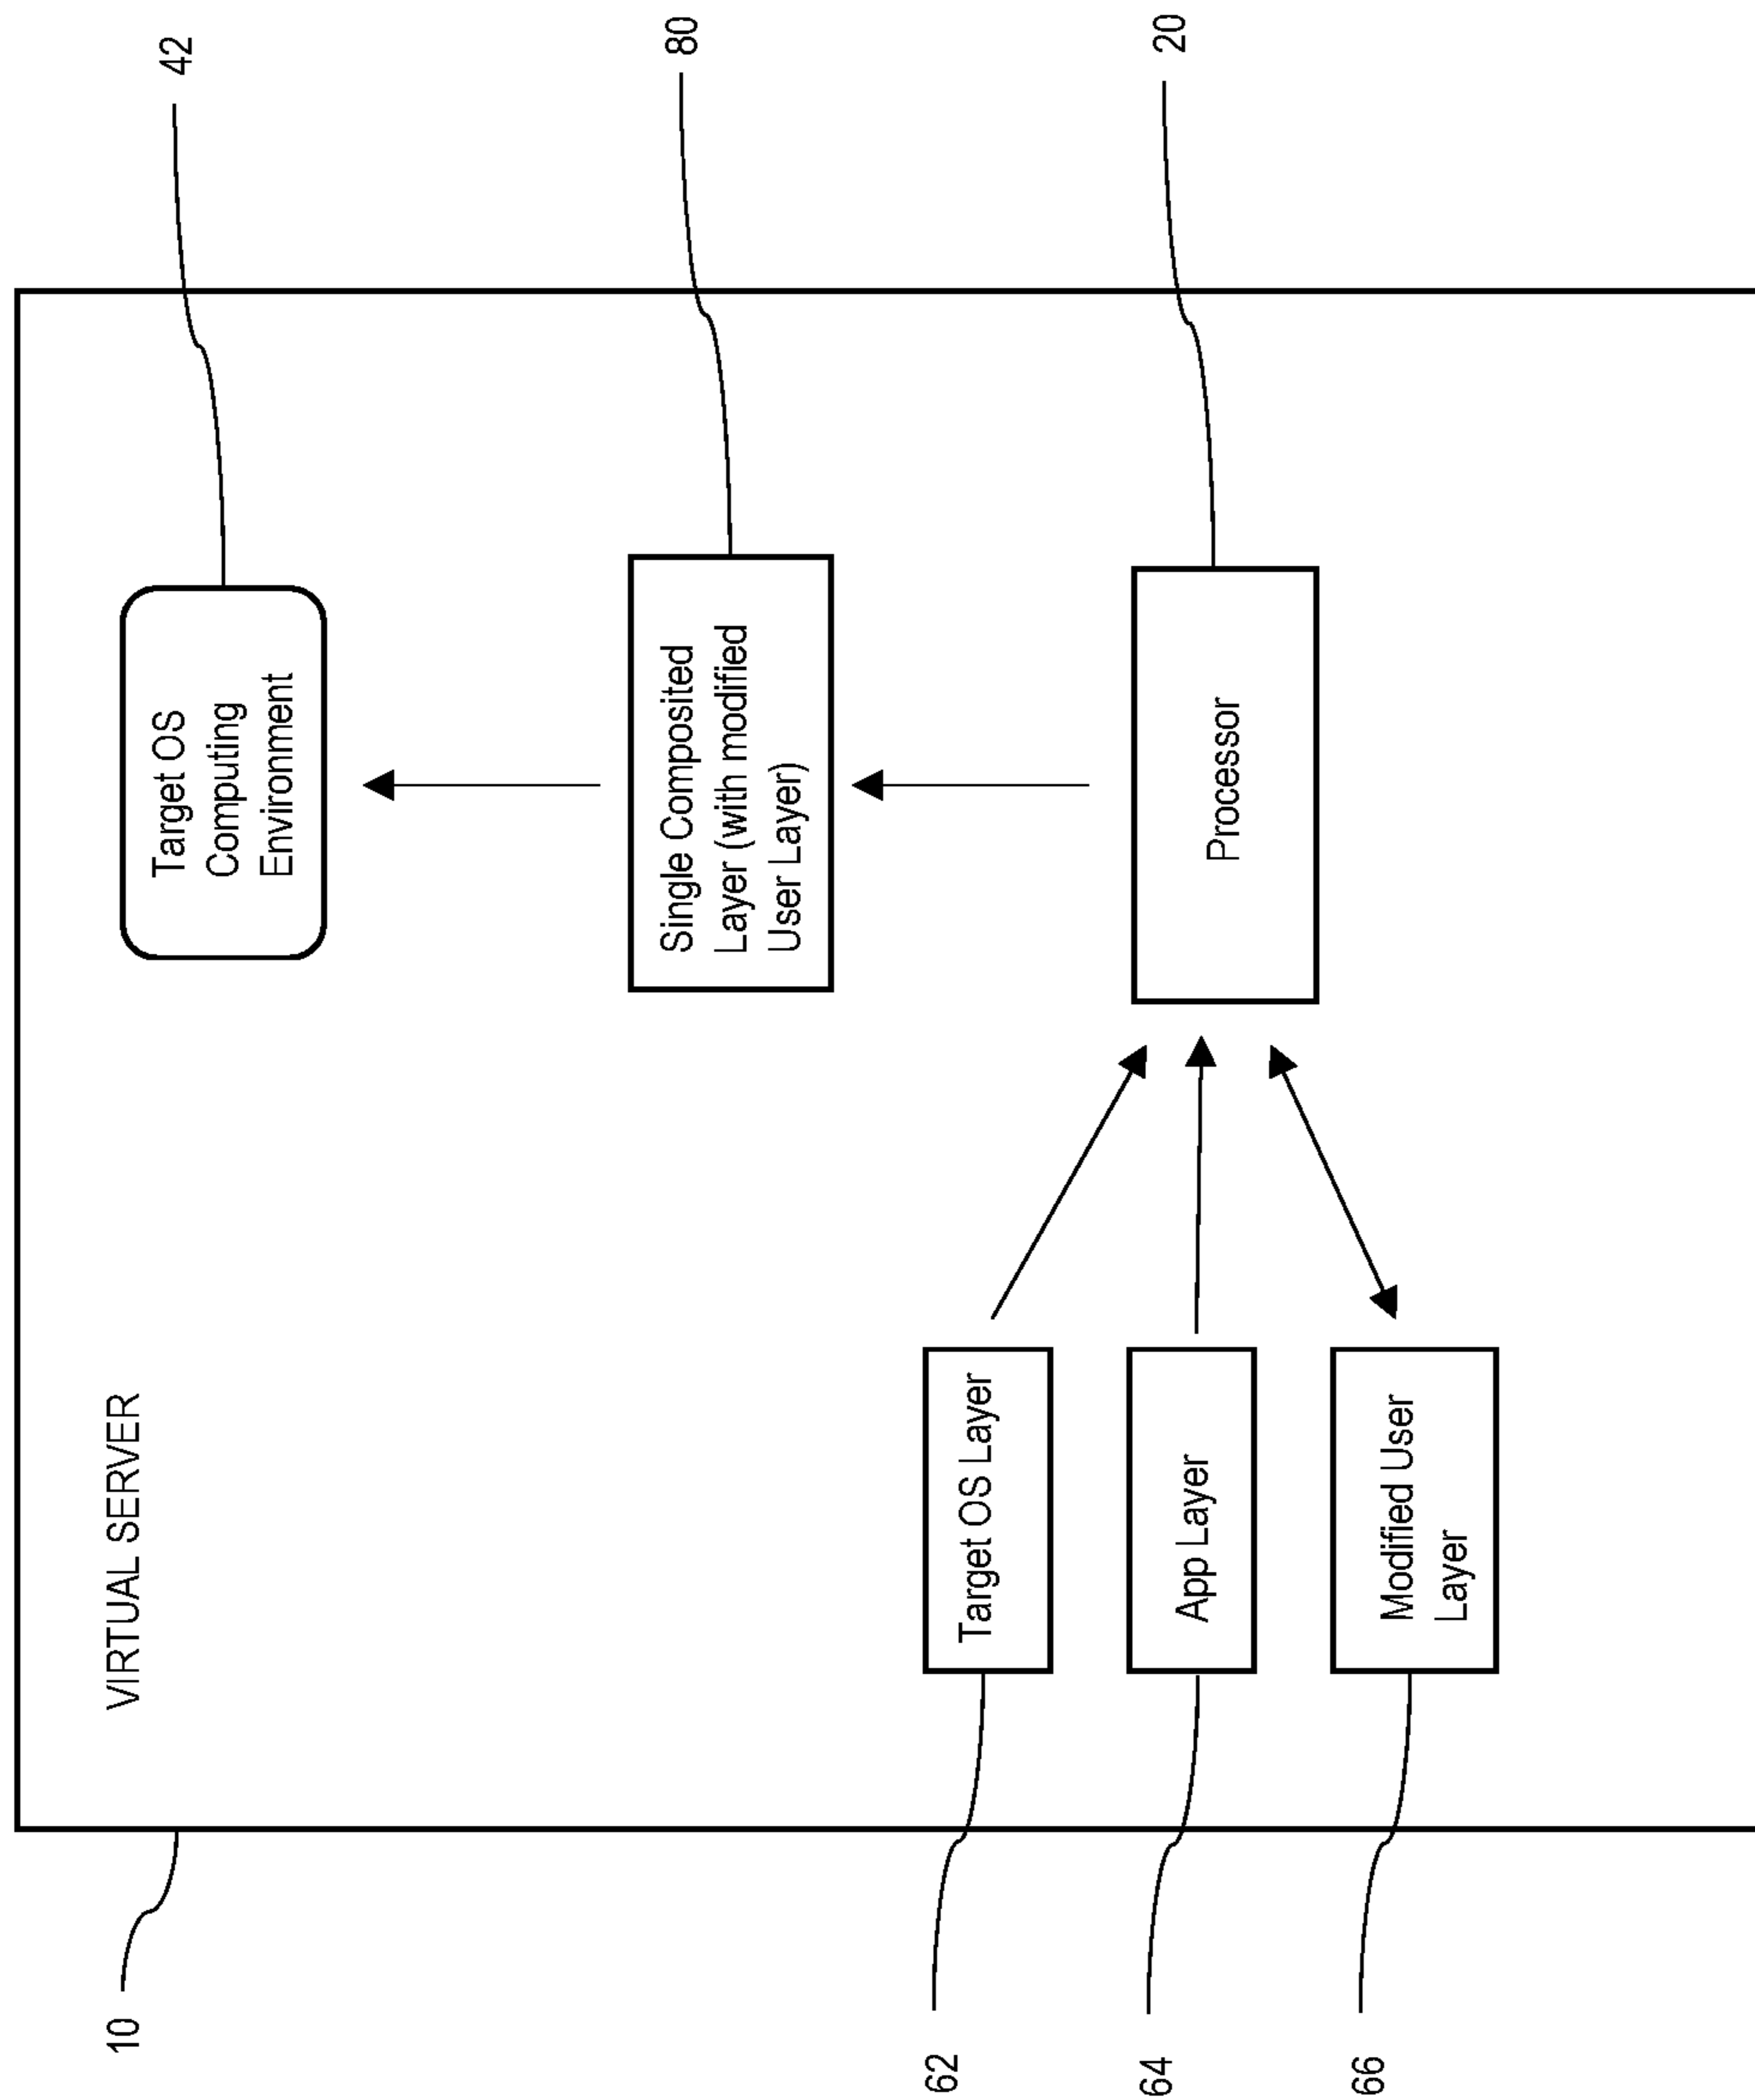 10
VIRTUAL SERVER
Target OS
Computing
Environment
42
Single Composited
Layer (with modified
User Layer)
80
62
Target OS Layer
64
App Layer
Processor
20
66
Modified User
Layer